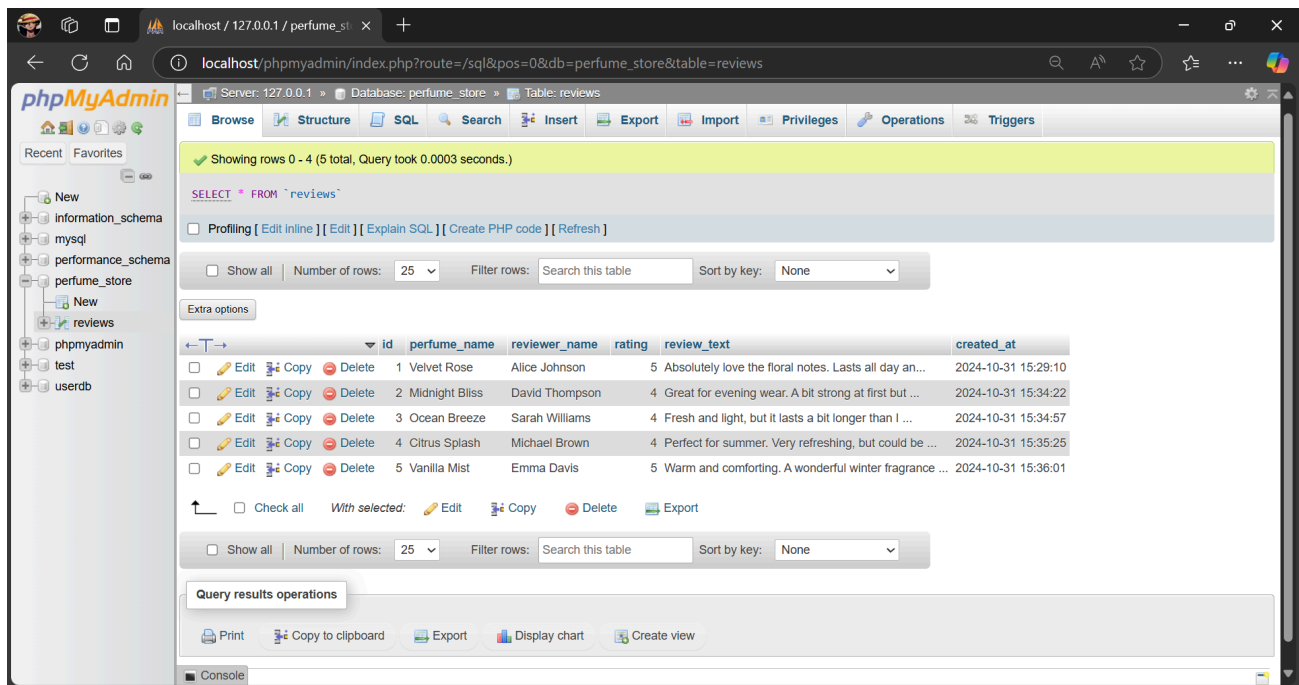 localhost / 127.0.0.1 / perfume_st
localhost/phpmyadmin/index.php?route=/sql&pos=0&db=perfume_store&table=reviews
phpMyAdmin
Recent Favorites
New
information_schema
mysql
performance_schema
perfume_store
New
reviews
phpmyadmin
test
userdb
Server: 127.0.0.1 » Database: perfume_store » Table: reviews
Browse Structure SQL Search Insert Export Import Privileges Operations Triggers
Showing rows 0 - 4 (5 total, Query took 0.0003 seconds.)
SELECT * FROM `reviews`
Profiling [ Edit inline ] [ Edit ] [ Explain SQL ] [ Create PHP code ] [ Refresh ]
Show all Number of rows: 25 Filter rows: Search this table Sort by key: None
Extra options
←T→ id perfume_name reviewer_name rating review_text created_at
Edit Copy Delete 1 Velvet Rose Alice Johnson 5 Absolutely love the floral notes. Lasts all day an... 2024-10-31 15:29:10
Edit Copy Delete 2 Midnight Bliss David Thompson 4 Great for evening wear. A bit strong at first but ... 2024-10-31 15:34:22
Edit Copy Delete 3 Ocean Breeze Sarah Williams 4 Fresh and light, but it lasts a bit longer than I ... 2024-10-31 15:34:57
Edit Copy Delete 4 Citrus Splash Michael Brown 4 Perfect for summer. Very refreshing, but could be ... 2024-10-31 15:35:25
Edit Copy Delete 5 Vanilla Mist Emma Davis 5 Warm and comforting. A wonderful winter fragrance ... 2024-10-31 15:36:01
Check all With selected: Edit Copy Delete Export
Show all Number of rows: 25 Filter rows: Search this table Sort by key: None
Query results operations
Print Copy to clipboard Export Display chart Create view
Console